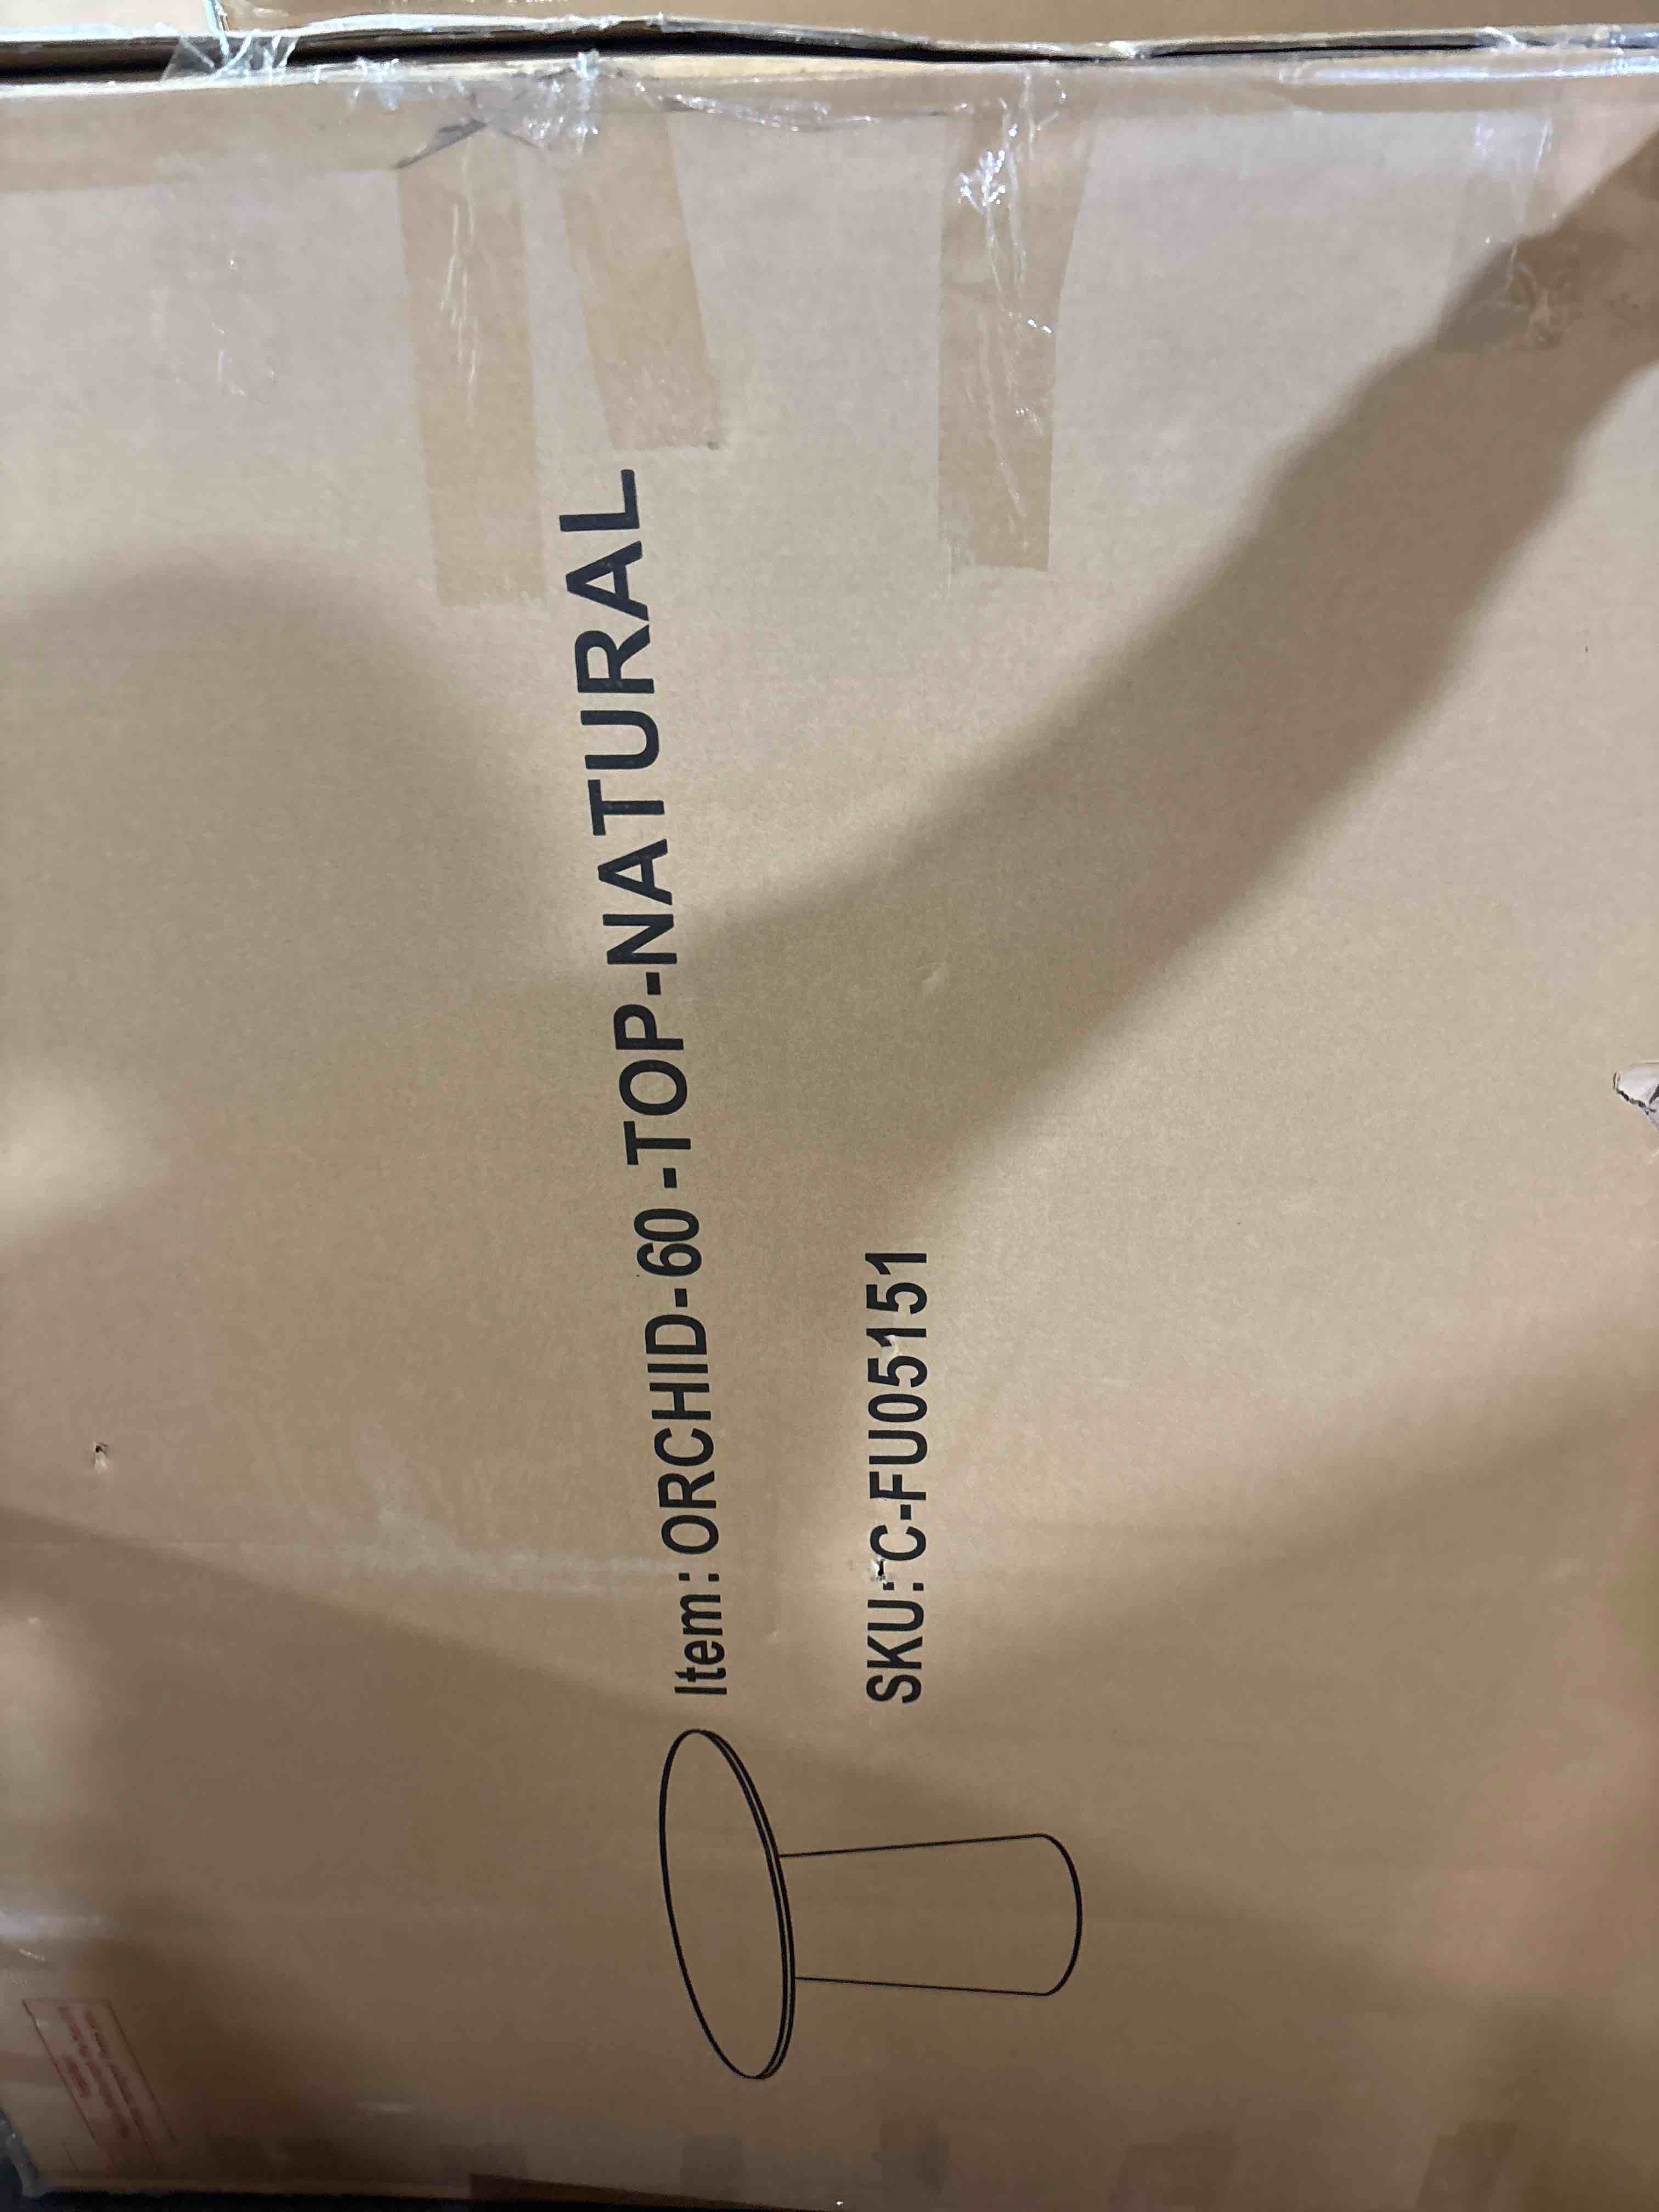 Item: ORCHID-60-TOP-NATURAL
SKU: C-FU05151